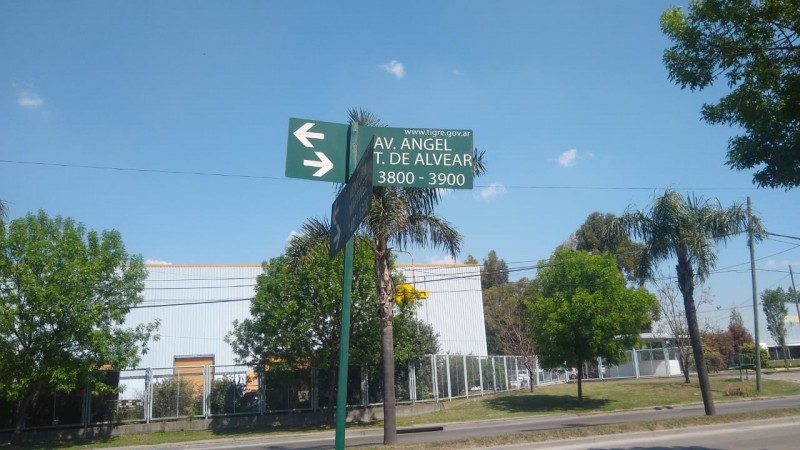 www.tigre.gov.ar
AV. ANGEL
T. DE ALVEAR
3800 - 3900